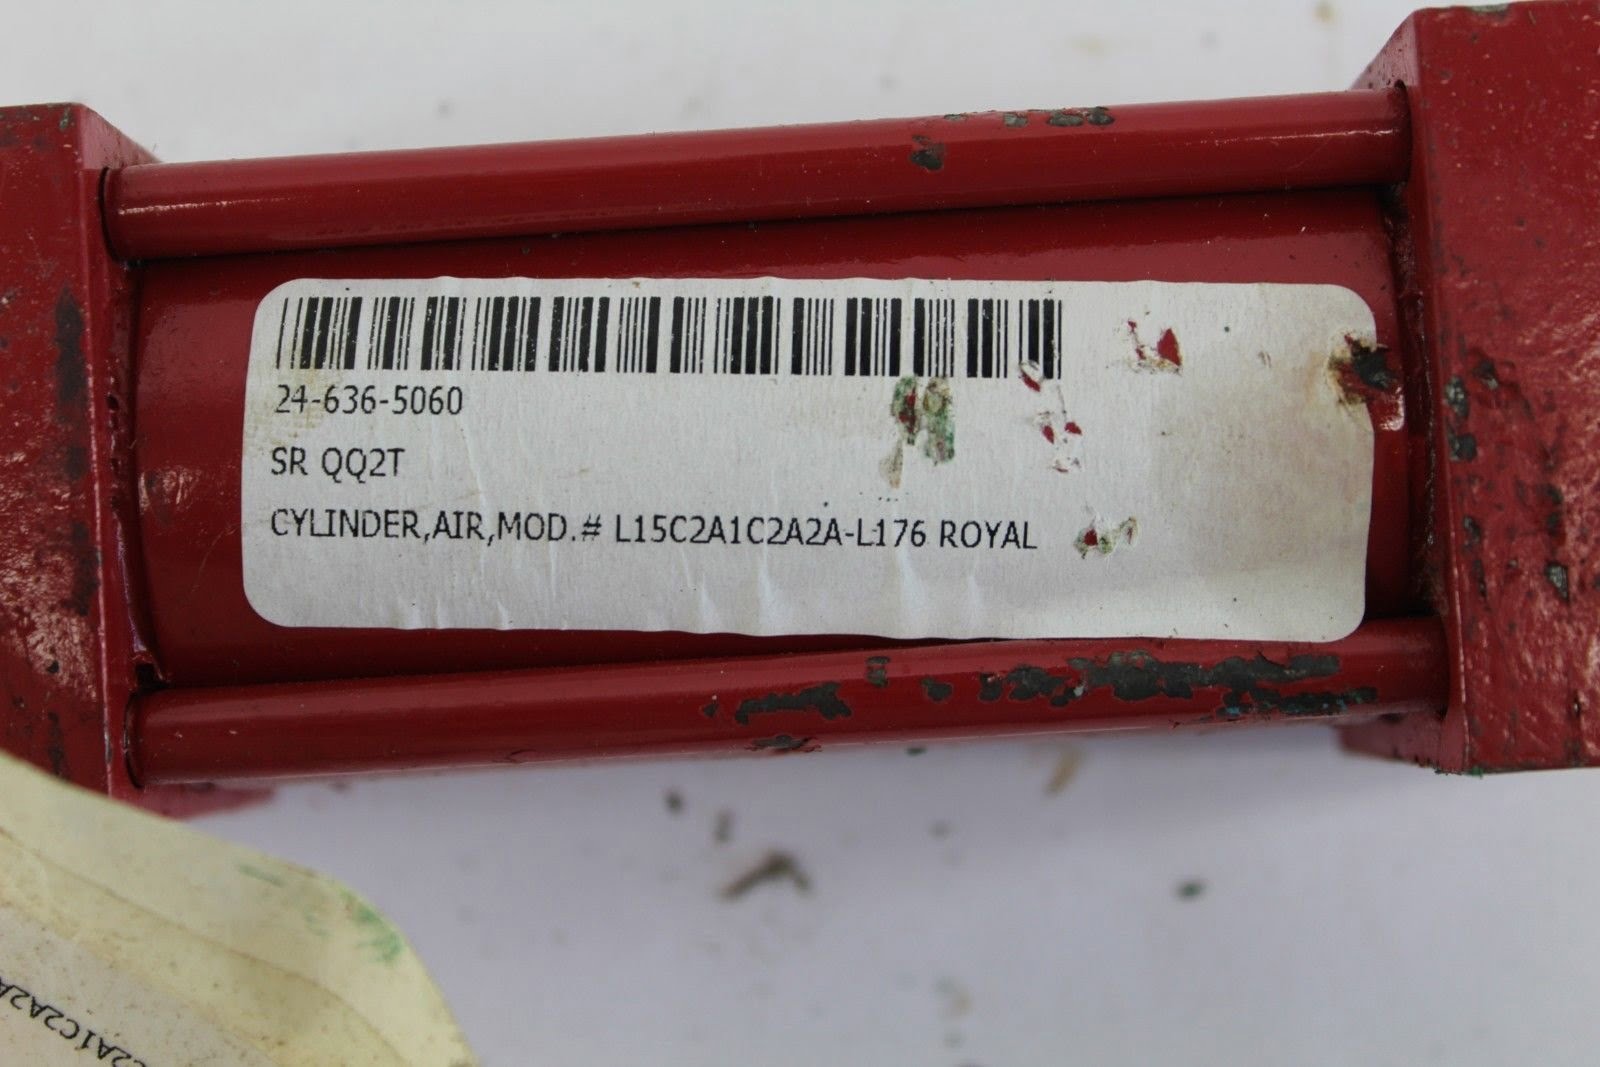 24-636-5060
SR QQ2T
CYLINDER,AIR,MOD.# L15C2A1C2A2A-L176 ROYAL